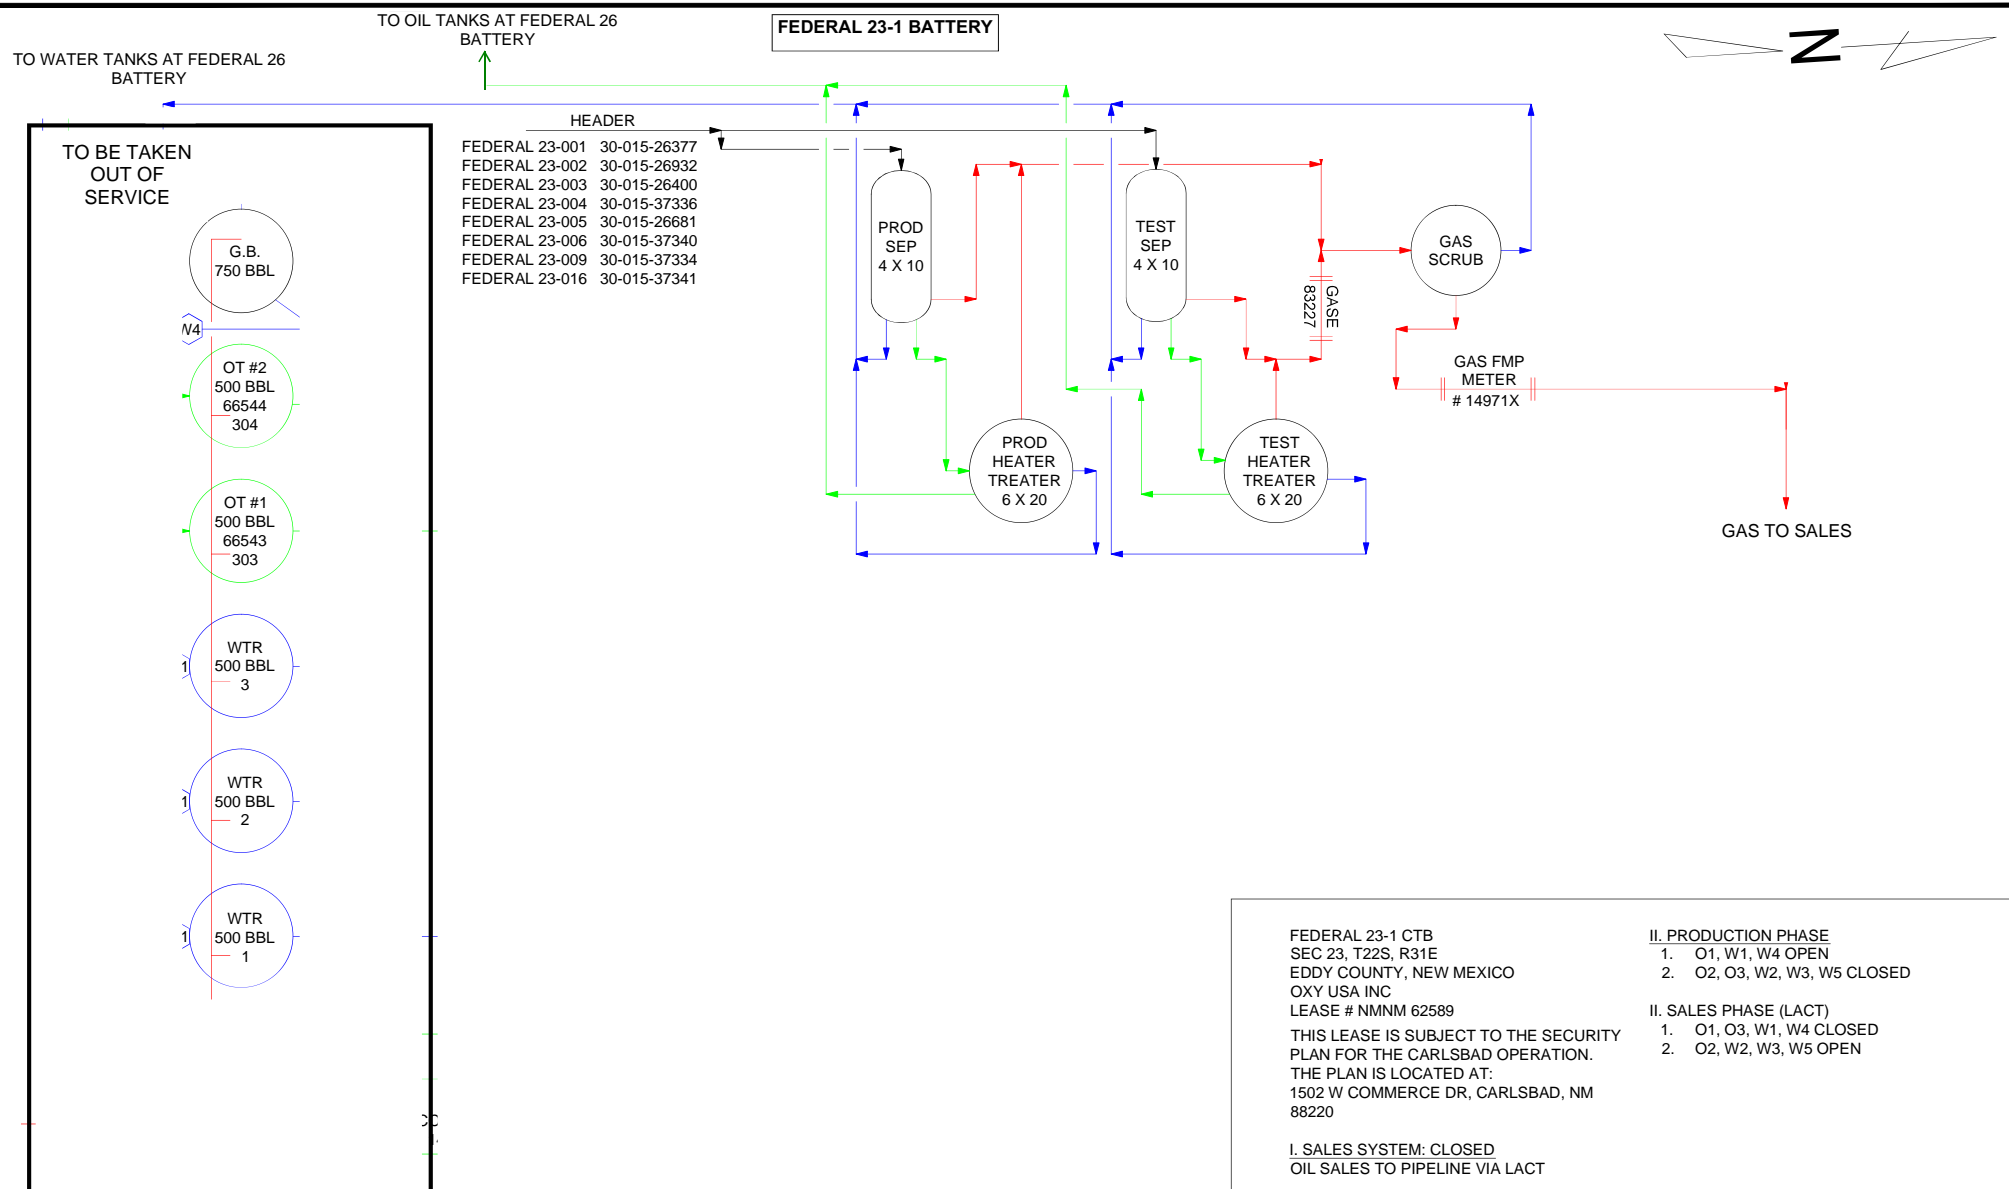 TO OIL TANKS AT FEDERAL 26
BATTERY
FEDERAL 23-1 BATTERY
N
TO WATER TANKS AT FEDERAL 26
BATTERY
TO BE TAKEN
OUT OF
SERVICE
G.B.
750 BBL
W4
OT #2
500 BBL
66544
304
OT #1
500 BBL
66543
303
WTR
500 BBL
3
1
WTR
500 BBL
2
1
WTR
500 BBL
1
1
HEADER
FEDERAL 23-001 30-015-26377
FEDERAL 23-002 30-015-26932
FEDERAL 23-003 30-015-26400
FEDERAL 23-004 30-015-37336
FEDERAL 23-005 30-015-26681
FEDERAL 23-006 30-015-37340
FEDERAL 23-009 30-015-37334
FEDERAL 23-016 30-015-37341
PROD
SEP
4 X 10
TEST
SEP
4 X 10
GAS
SCRUB
GASE
83227
GAS FMP
METER
# 14971X
PROD
HEATER
TREATER
6 X 20
TEST
HEATER
TREATER
6 X 20
GAS TO SALES
FEDERAL 23-1 CTB
SEC 23, T22S, R31E
EDDY COUNTY, NEW MEXICO
OXY USA INC
LEASE # NMNM 62589
THIS LEASE IS SUBJECT TO THE SECURITY
PLAN FOR THE CARLSBAD OPERATION.
THE PLAN IS LOCATED AT:
1502 W COMMERCE DR, CARLSBAD, NM
88220
I. SALES SYSTEM: CLOSED
OIL SALES TO PIPELINE VIA LACT
II. PRODUCTION PHASE
1. O1, W1, W4 OPEN
2. O2, O3, W2, W3, W5 CLOSED
II. SALES PHASE (LACT)
1. O1, O3, W1, W4 CLOSED
2. O2, W2, W3, W5 OPEN